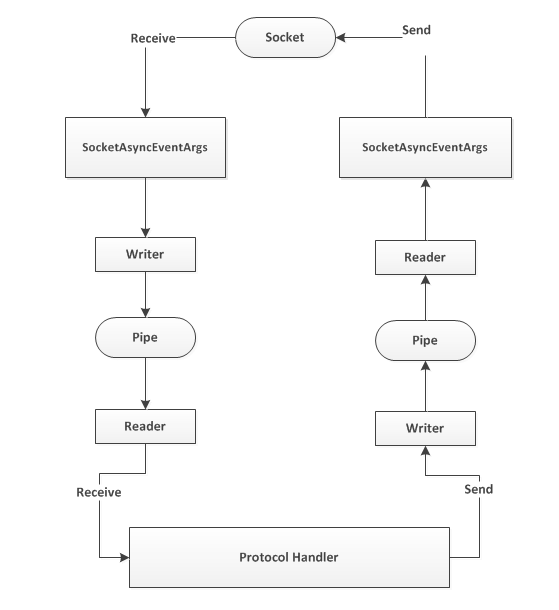 Send
Receive
Socket
SocketAsyncEventArgs
SocketAsyncEventArgs
Writer
Reader
Pipe
Pipe
Reader
Writer
Receive
Send
Protocol Handler